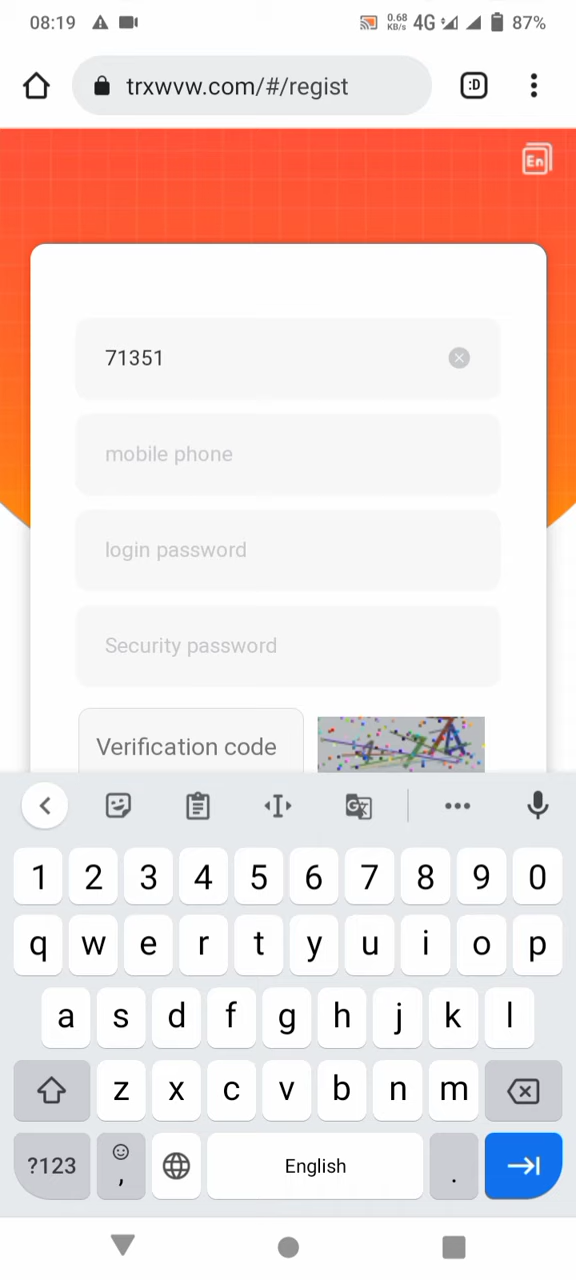 08:19
0.68
KB/s
4G
87%
trxwvw.com/#/regist
:D
En
71351
mobile phone
login password
Security password
Verification code
1 2 3 4 5 6 7 8 9 0
q w e r t y u i o p
a s d f g h j k l
z x c v b n m
?123
,
English
.